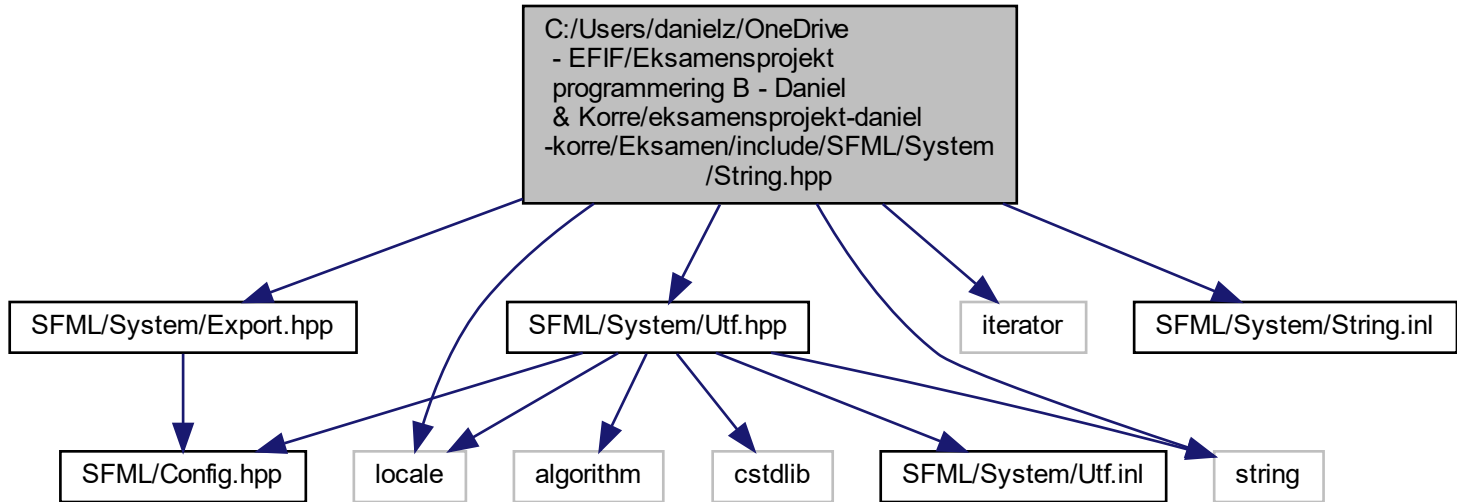 C:/Users/danielz/OneDrive
- EFIF/Eksamensprojekt
programmering B - Daniel
& Korre/eksamensprojekt-daniel
-korre/Eksamen/include/SFML/System
/String.hpp
SFML/System/Export.hpp
SFML/System/Utf.hpp
iterator
SFML/System/String.inl
SFML/Config.hpp
locale
algorithm
cstdlib
SFML/System/Utf.inl
string